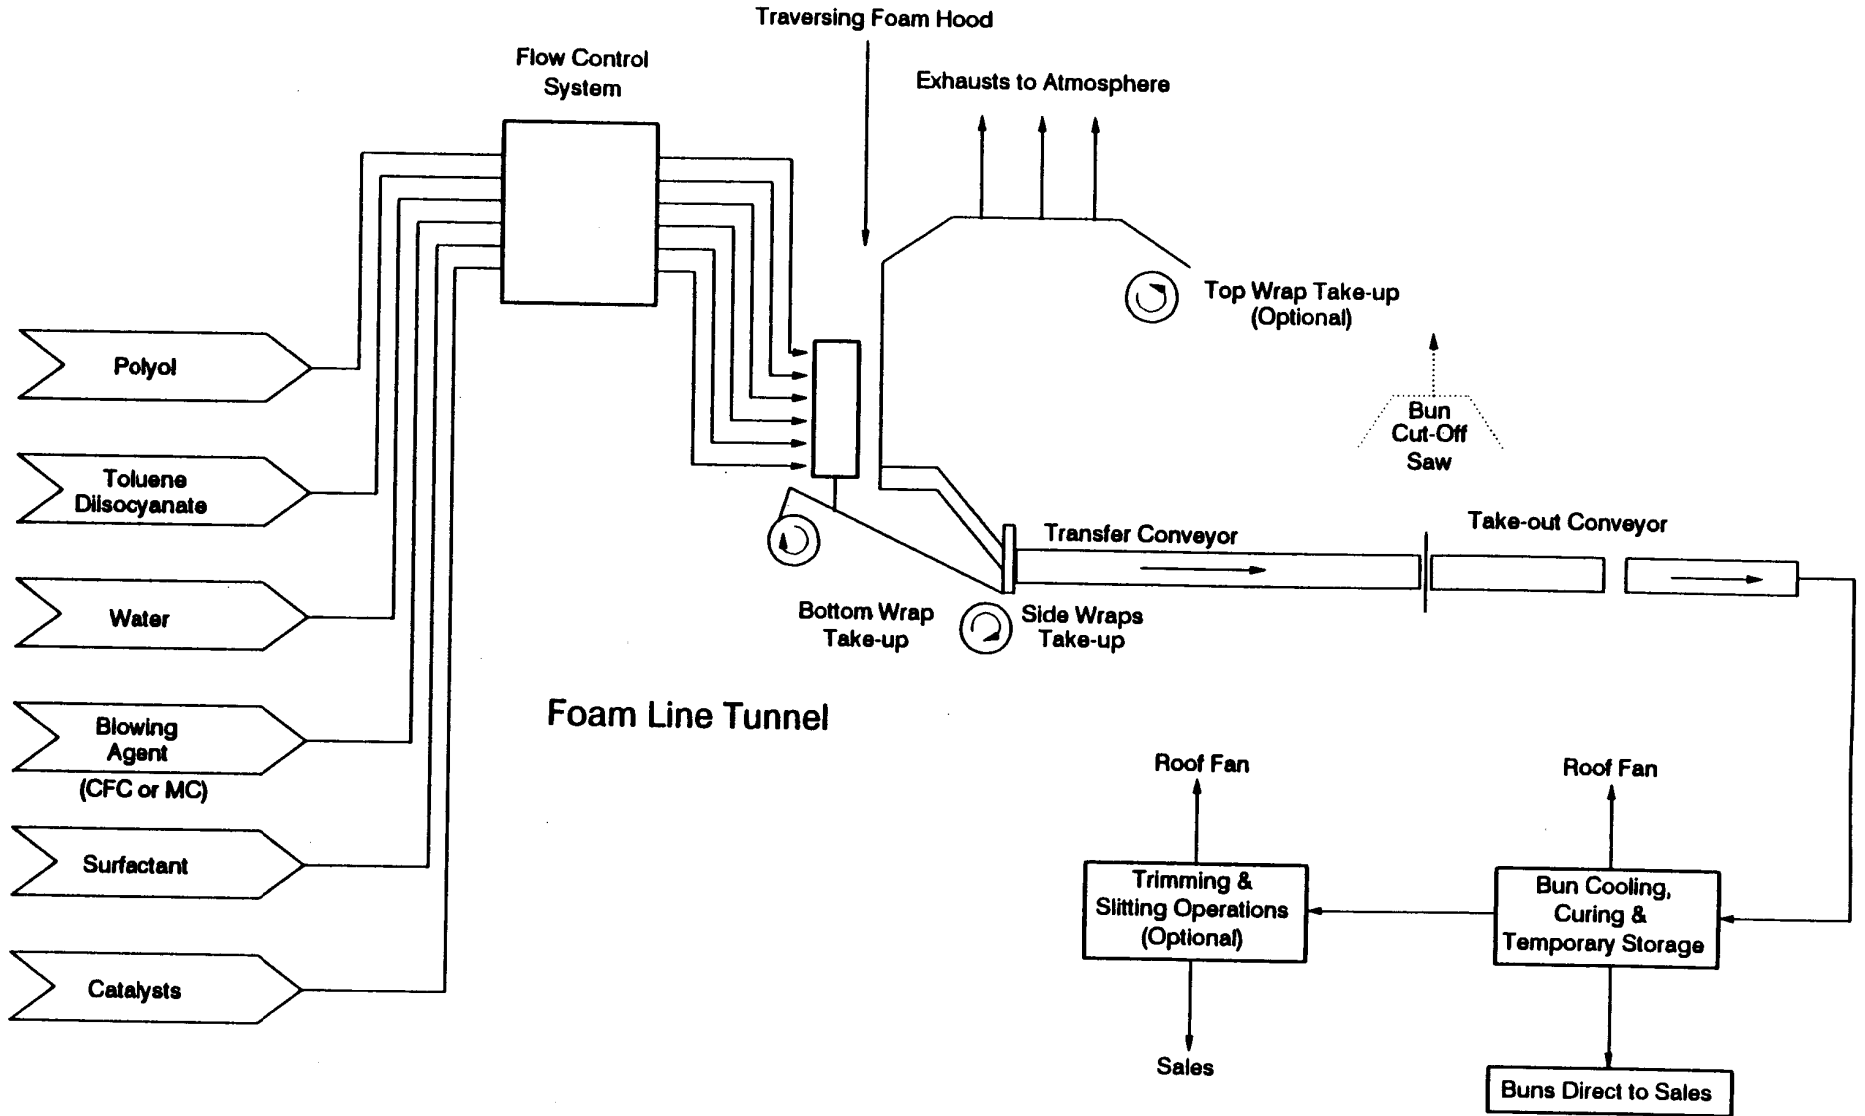 Traversing Foam Hood
Flow Control
System
Exhausts to Atmosphere
Top Wrap Take-up
(Optional)
Polyol
Bun
Cut-Off
Saw
Toluene
Diisocyanate
Transfer Conveyor
Take-out Conveyor
Water
Bottom Wrap
Take-up
Side Wraps
Take-up
Foam Line Tunnel
Blowing
Agent
(CFC or MC)
Surfactant
Catalysts
Roof Fan
Roof Fan
Trimming &
Slitting Operations
(Optional)
Bun Cooling,
Curing &
Temporary Storage
Sales
Buns Direct to Sales